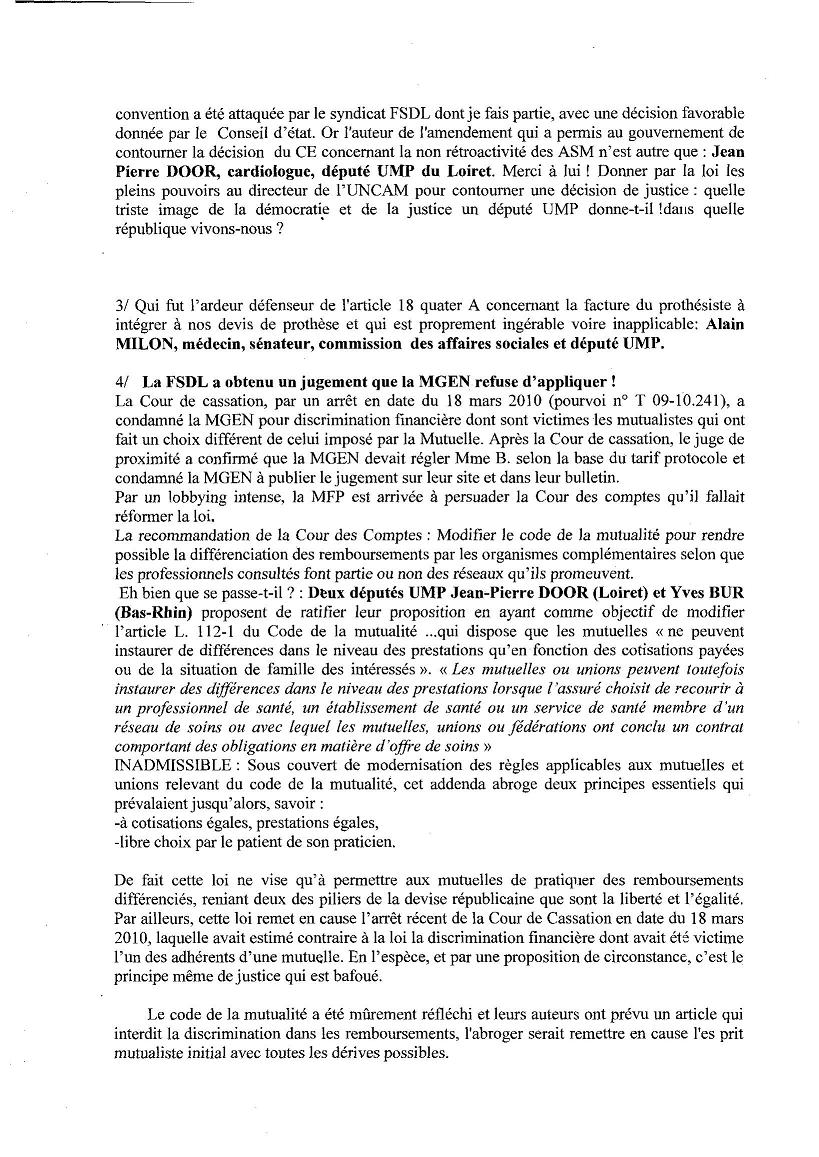 convention a été attaquée par le syndicat FSDL dont je fais partie, avec une décision favorable
donnée par le Conseil d'état. Or l'auteur de l'amendement qui a permis au gouvernement de
contourner la décision du CE concernant la non rétroactivité des ASM n'est autre que : Jean
Pierre DOOR, cardiologue, député UMP du Loiret. Merci à lui ! Donner par la loi les
pleins pouvoirs au directeur de l'UNCAM pour contourner une décision de justice : quelle
triste image de la démocratie et de la justice un député UMP donne-t-il !dans quelle
république vivons-nous ?
3/ Qui fut l'ardeur défenseur de l'article 18 quater A concernant la facture du prothésiste à
intégrer à nos devis de prothèse et qui est proprement ingérable voire inapplicable: Alain
MILON, médecin, sénateur, commission des affaires sociales et député UMP.
4/ La FSDL a obtenu un jugement que la MGEN refuse d'appliquer !
La Cour de cassation, par un arrêt en date du 18 mars 2010 (pourvoi n° T 09-10.241), a
condamné la MGEN pour discrimination financière dont sont victimes les mutualistes qui ont
fait un choix différent de celui imposé par la Mutuelle. Après la Cour de cassation, le juge de
proximité a confirmé que la MGEN devait régler Mme B. selon la base du tarif protocole et
condamné la MGEN à publier le jugement sur leur site et dans leur bulletin.
Par un lobbying intense, la MFP est arrivée à persuader la Cour des comptes qu'il fallait
réformer la loi.
La recommandation de la Cour des Comptes : Modifier le code de la mutualité pour rendre
possible la différenciation des remboursements par les organismes complémentaires selon que
les professionnels consultés font partie ou non des réseaux qu'ils promeuvent.
Eh bien que se passe-t-il ? : Deux députés UMP Jean-Pierre DOOR (Loiret) et Yves BUR
(Bas-Rhin) proposent de ratifier leur proposition en ayant comme objectif de modifier
l'article L. 112-1 du Code de la mutualité ...qui dispose que les mutuelles « ne peuvent
instaurer de différences dans le niveau des prestations qu'en fonction des cotisations payées
ou de la situation de famille des intéressés ». « Les mutuelles ou unions peuvent toutefois
instaurer des différences dans le niveau des prestations lorsque l'assuré choisit de recourir à
un professionnel de santé, un établissement de santé ou un service de santé membre d'un
réseau de soins ou avec lequel les mutuelles, unions ou fédérations ont conclu un contrat
comportant des obligations en matière d'offre de soins »
INADMISSIBLE : Sous couvert de modernisation des règles applicables aux mutuelles et
unions relevant du code de la mutualité, cet addenda abroge deux principes essentiels qui
prévalaient jusqu'alors, savoir :
-à cotisations égales, prestations égales,
-libre choix par le patient de son praticien.
De fait cette loi ne vise qu'à permettre aux mutuelles de pratiquer des remboursements
différenciés, reniant deux des piliers de la devise républicaine que sont la liberté et l'égalité.
Par ailleurs, cette loi remet en cause l'arrêt récent de la Cour de Cassation en date du 18 mars
2010, laquelle avait estimé contraire à la loi la discrimination financière dont avait été victime
l'un des adhérents d'une mutuelle. En l'espèce, et par une proposition de circonstance, c'est le
principe même de justice qui est bafoué.
Le code de la mutualité a été mûrement réfléchi et leurs auteurs ont prévu un article qui
interdit la discrimination dans les remboursements, l'abroger serait remettre en cause l'es prit
mutualiste initial avec toutes les dérives possibles.